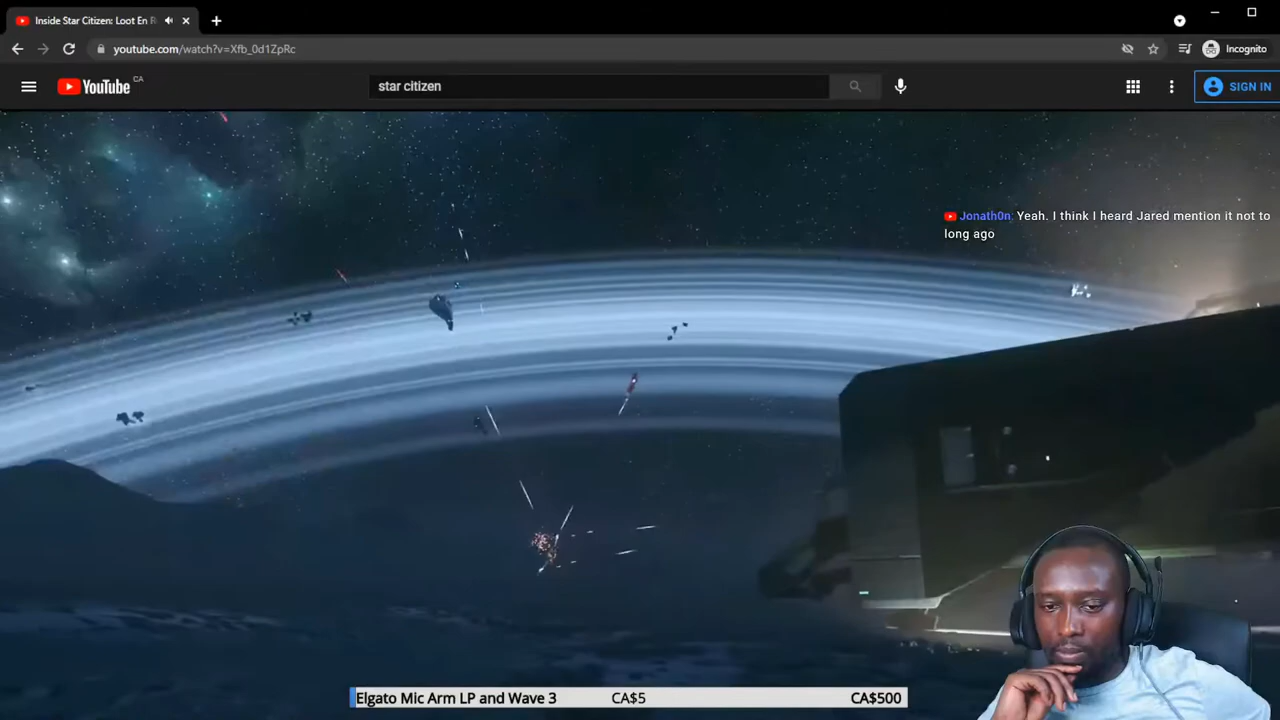 Inside Star Citizen: Loot En R
youtube.com/watch?v=Xfb_0d1ZpRc
Incognito
YouTube CA
star citizen
SIGN IN
Jonath0n: Yeah. I think I heard Jared mention it not to
long ago
Elgato Mic Arm LP and Wave 3 CA$5 CA$500